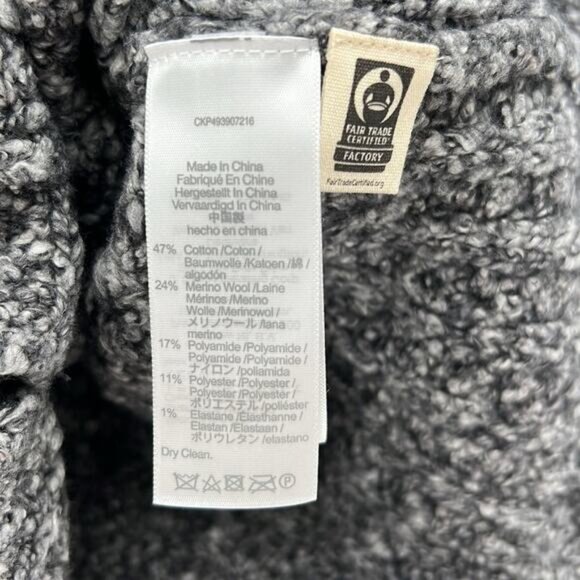 CKP493907216
Made In China
Fabriqué En Chine
Hergestellt In China
Vervaardigd In China
中国製
hecho en china
47% Cotton /Coton /
Baumwolle /Katoen /綿 /
algodón
24% Merino Wool /Laine
Mérinos /Merino
Wolle /Merinowol /
メリノウール /lana
merino
17% Polyamide /Polyamide /
Polyamide /Polyamide /
ナイロン /poliamida
11% Polyester /Polyester /
Polyester /Polyester /
ポリエステル /poliéster
1% Elastane /Élasthanne /
Elastan /Elastaan /
ポリウレタン /elastano
Dry Clean.
P
FAIR TRADE
CERTIFIED
FACTORY
FairTradeCertified.org